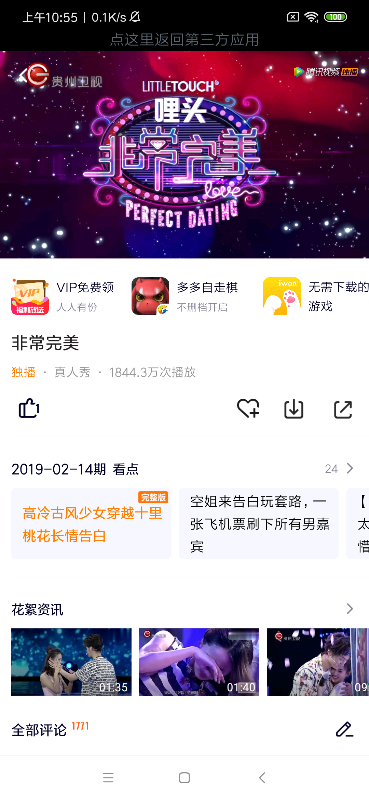 上午10:55 | 0.1K/s
100
点这里返回第三方应用
贵州卫视
腾讯视频 独播
LITTLETOUCH
哩头
非常完美
Love
PERFECT DATING
VIP
VIP免费领
人人有份
多多自走棋
不删档开启
iwan
无需下载的
游戏
非常完美
独播 · 真人秀 · 1844.3万次播放
1
2019-02-14期 看点
24
完整版
高冷古风少女穿越十里
桃花长情告白
空姐来告白玩套路,一
张飞机票刷下所有男嘉
宾
【
太
惜
花絮资讯
01:35
01:40
09
全部评论 1771